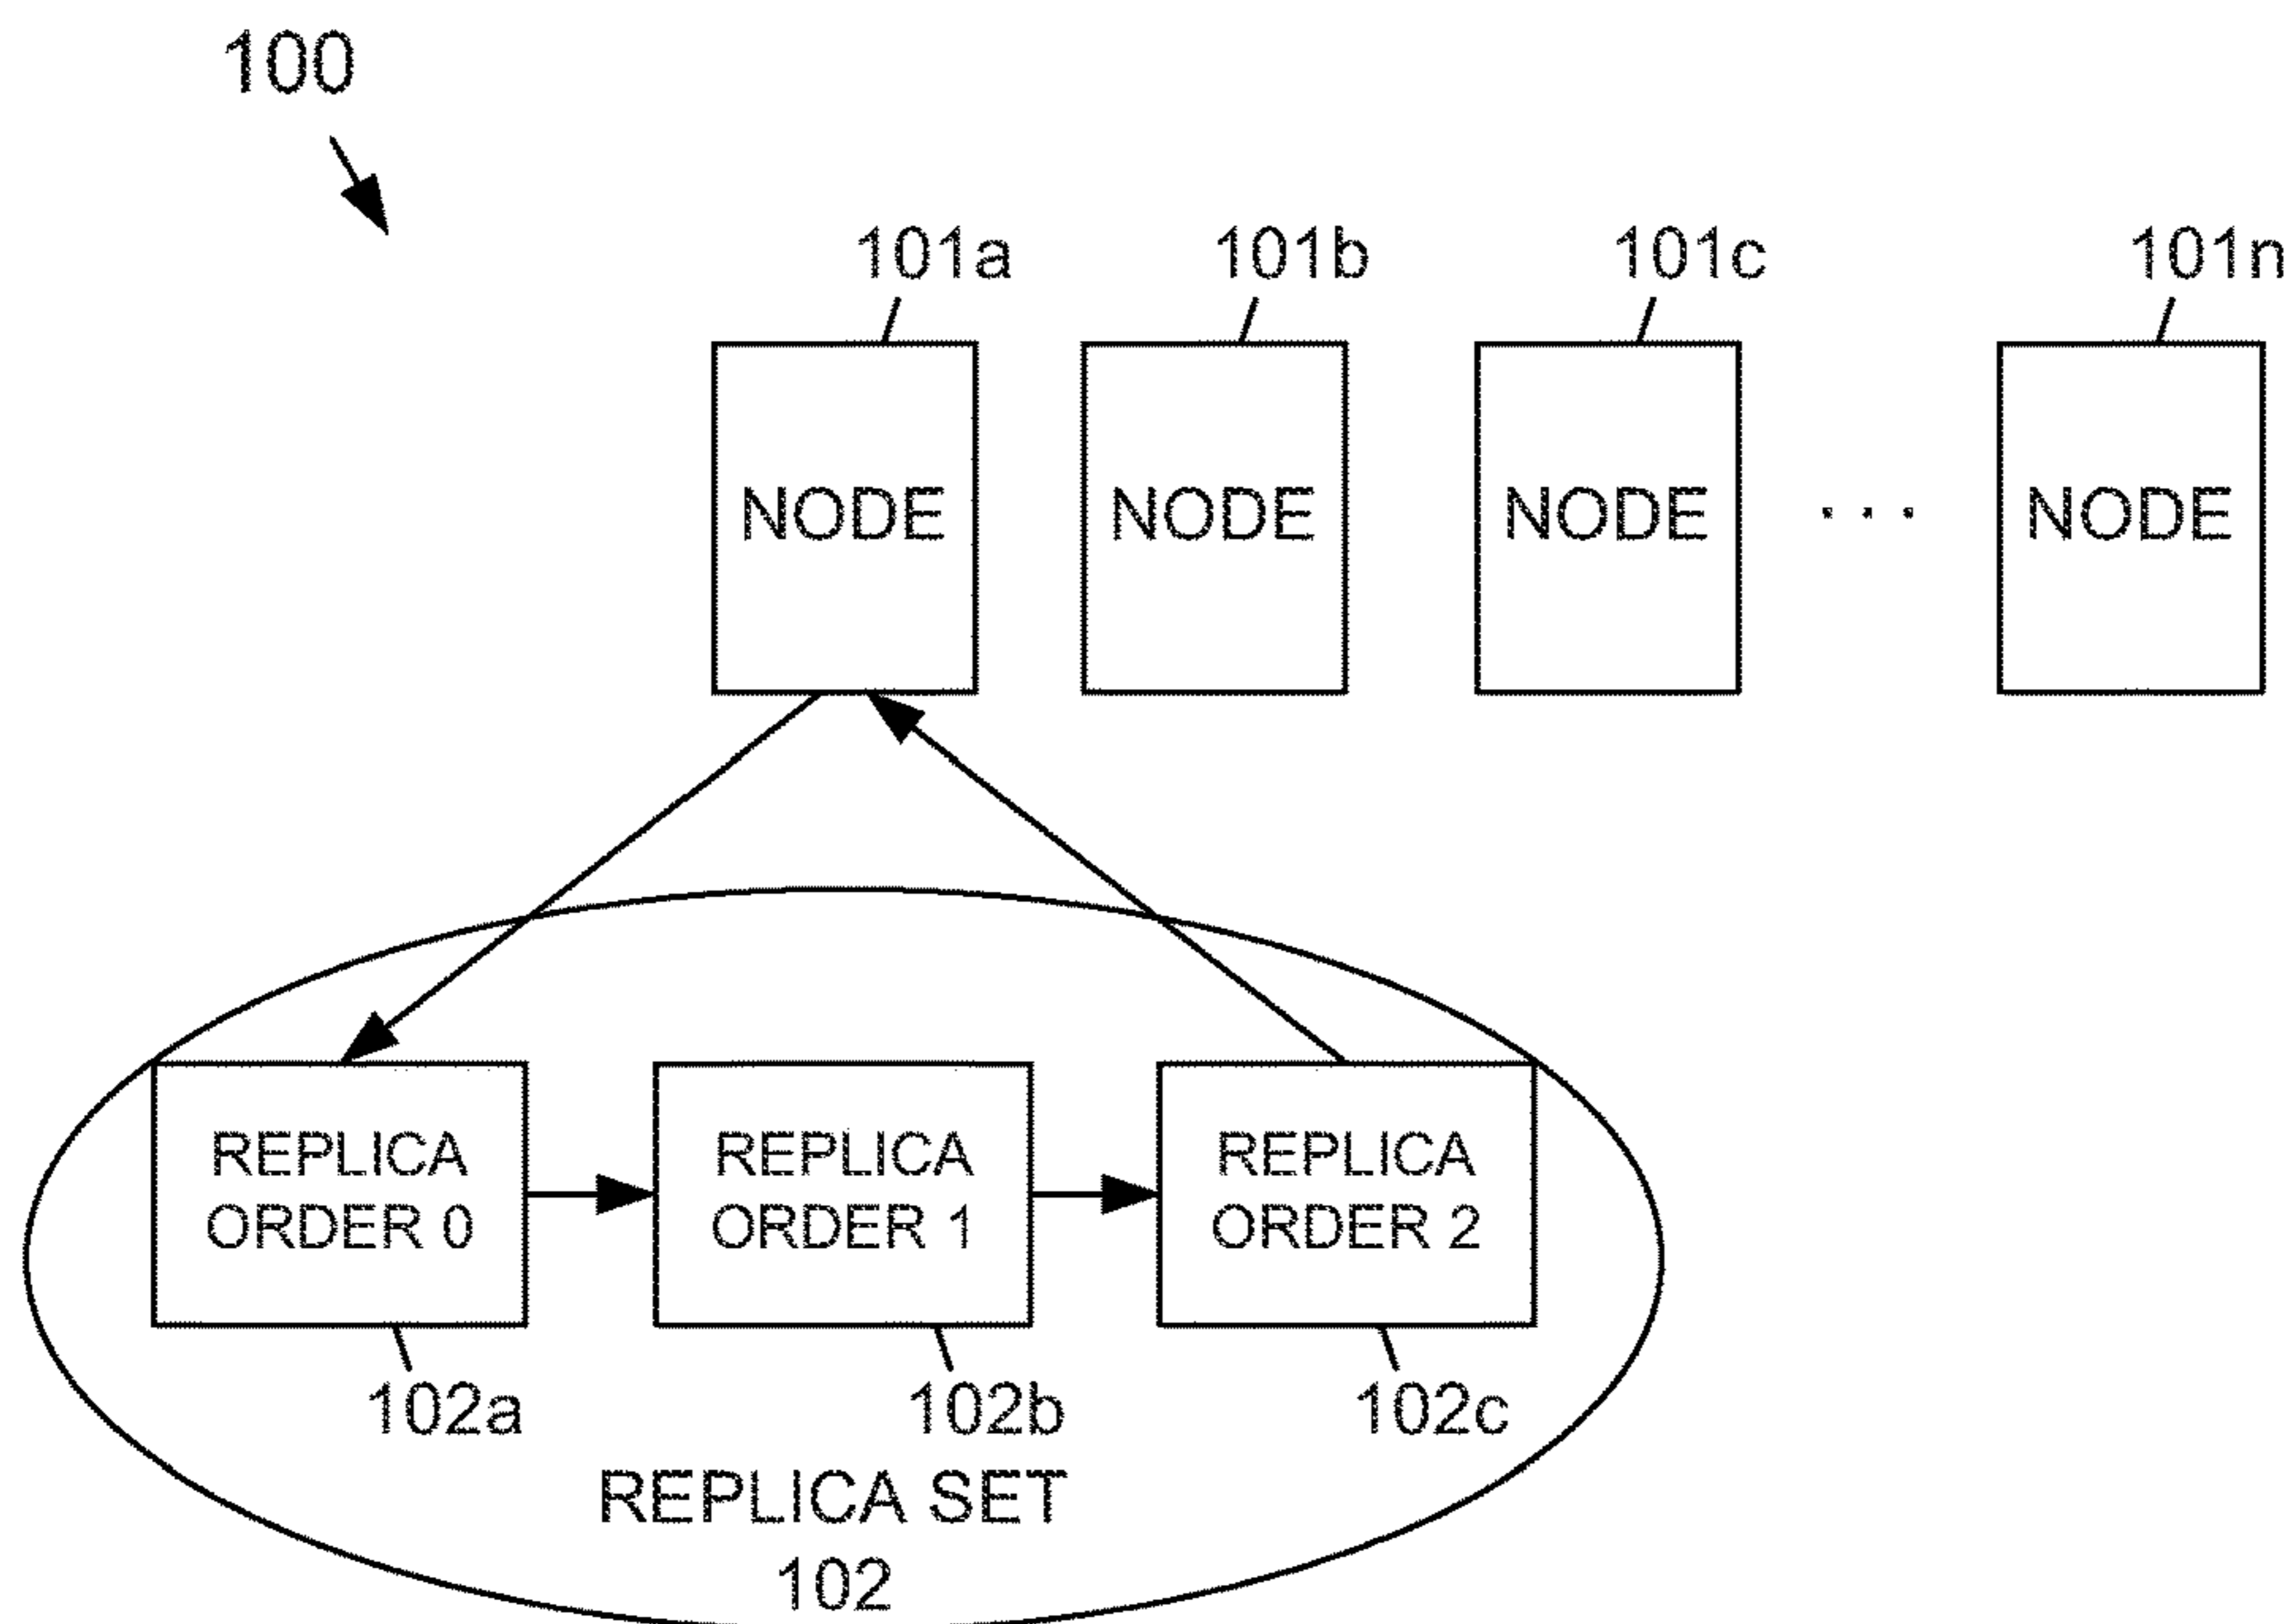 100
101a 101b 101c 101n
NODE NODE NODE ... NODE
REPLICA REPLICA REPLICA
ORDER 0 ORDER 1 ORDER 2
102a 102b 102c
REPLICA SET
102